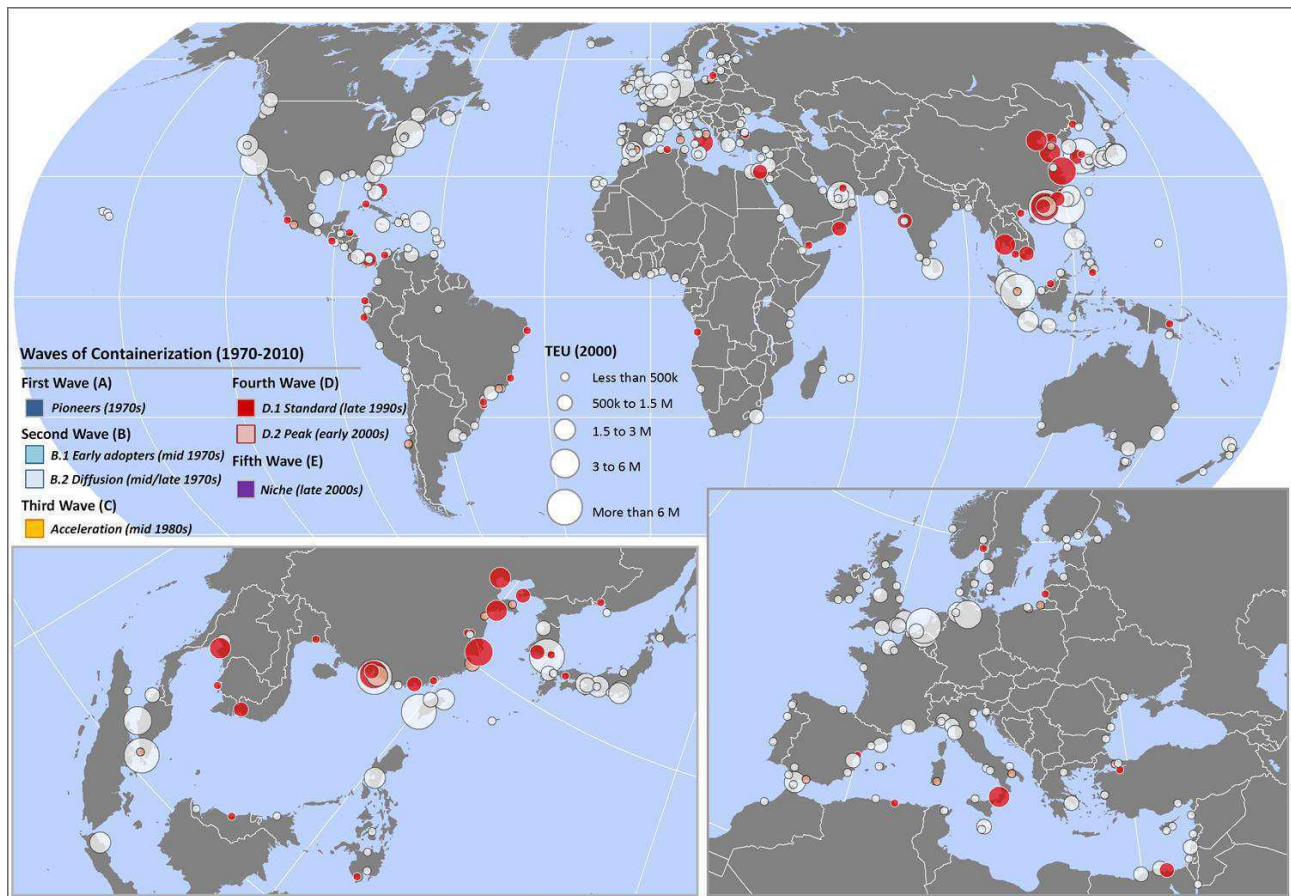 Waves of Containerization (1970-2010)
First Wave (A)
Pioneers (1970s)
Second Wave (B)
B.1 Early adopters (mid 1970s)
B.2 Diffusion (mid/late 1970s)
Third Wave (C)
Acceleration (mid 1980s)
Fourth Wave (D)
D.1 Standard (late 1990s)
D.2 Peak (early 2000s)
Fifth Wave (E)
Niche (late 2000s)
TEU (2000)
Less than 500k
500k to 1.5 M
1.5 to 3 M
3 to 6 M
More than 6 M